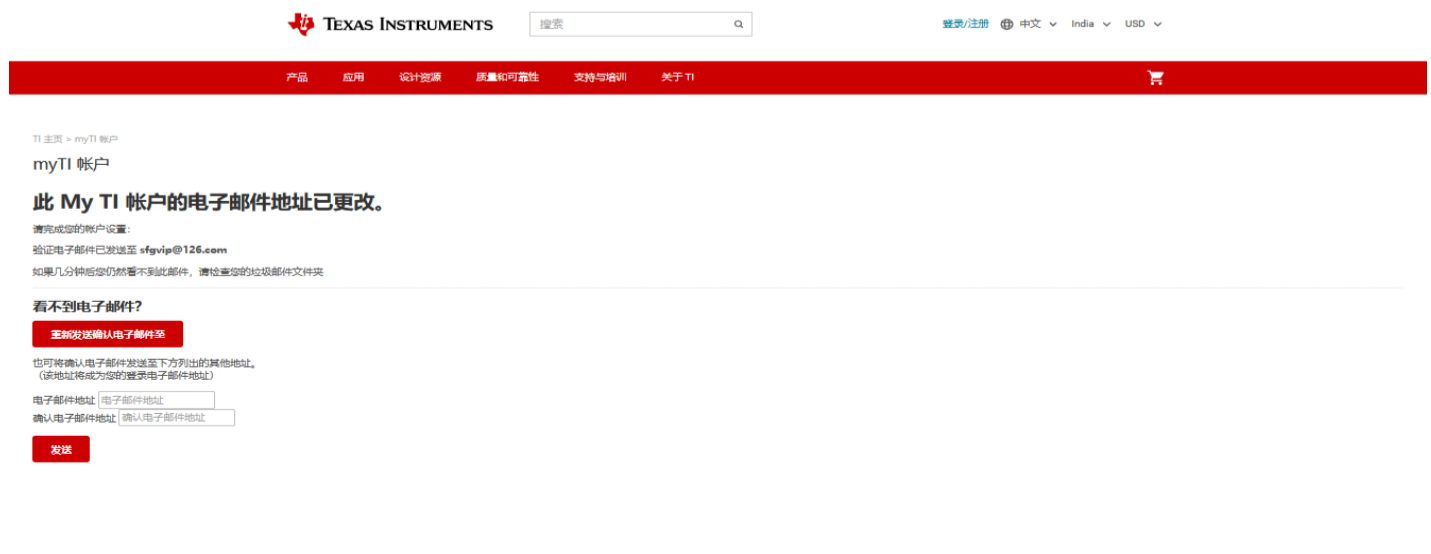 TEXAS INSTRUMENTS
搜索
登录/注册 中文 India USD
产品 应用 设计资源 质量和可靠性 支持与培训 关于 TI
TI 主页 > myTI 帐户
myTI 帐户
此 My TI 帐户的电子邮件地址已更改。
请完成您的帐户设置：
验证电子邮件已发送至 sfgvip@126.com
如果几分钟后您仍然看不到此邮件，请检查您的垃圾邮件文件夹
看不到电子邮件？
重新发送确认电子邮件至
也可将确认电子邮件发送至下方列出的其他地址。
（该地址将成为您的登录电子邮件地址）
电子邮件地址 电子邮件地址
确认电子邮件地址 确认电子邮件地址
发送